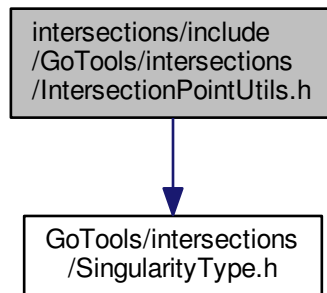 intersections/include
/GoTools/intersections
/IntersectionPointUtils.h
GoTools/intersections
/SingularityType.h